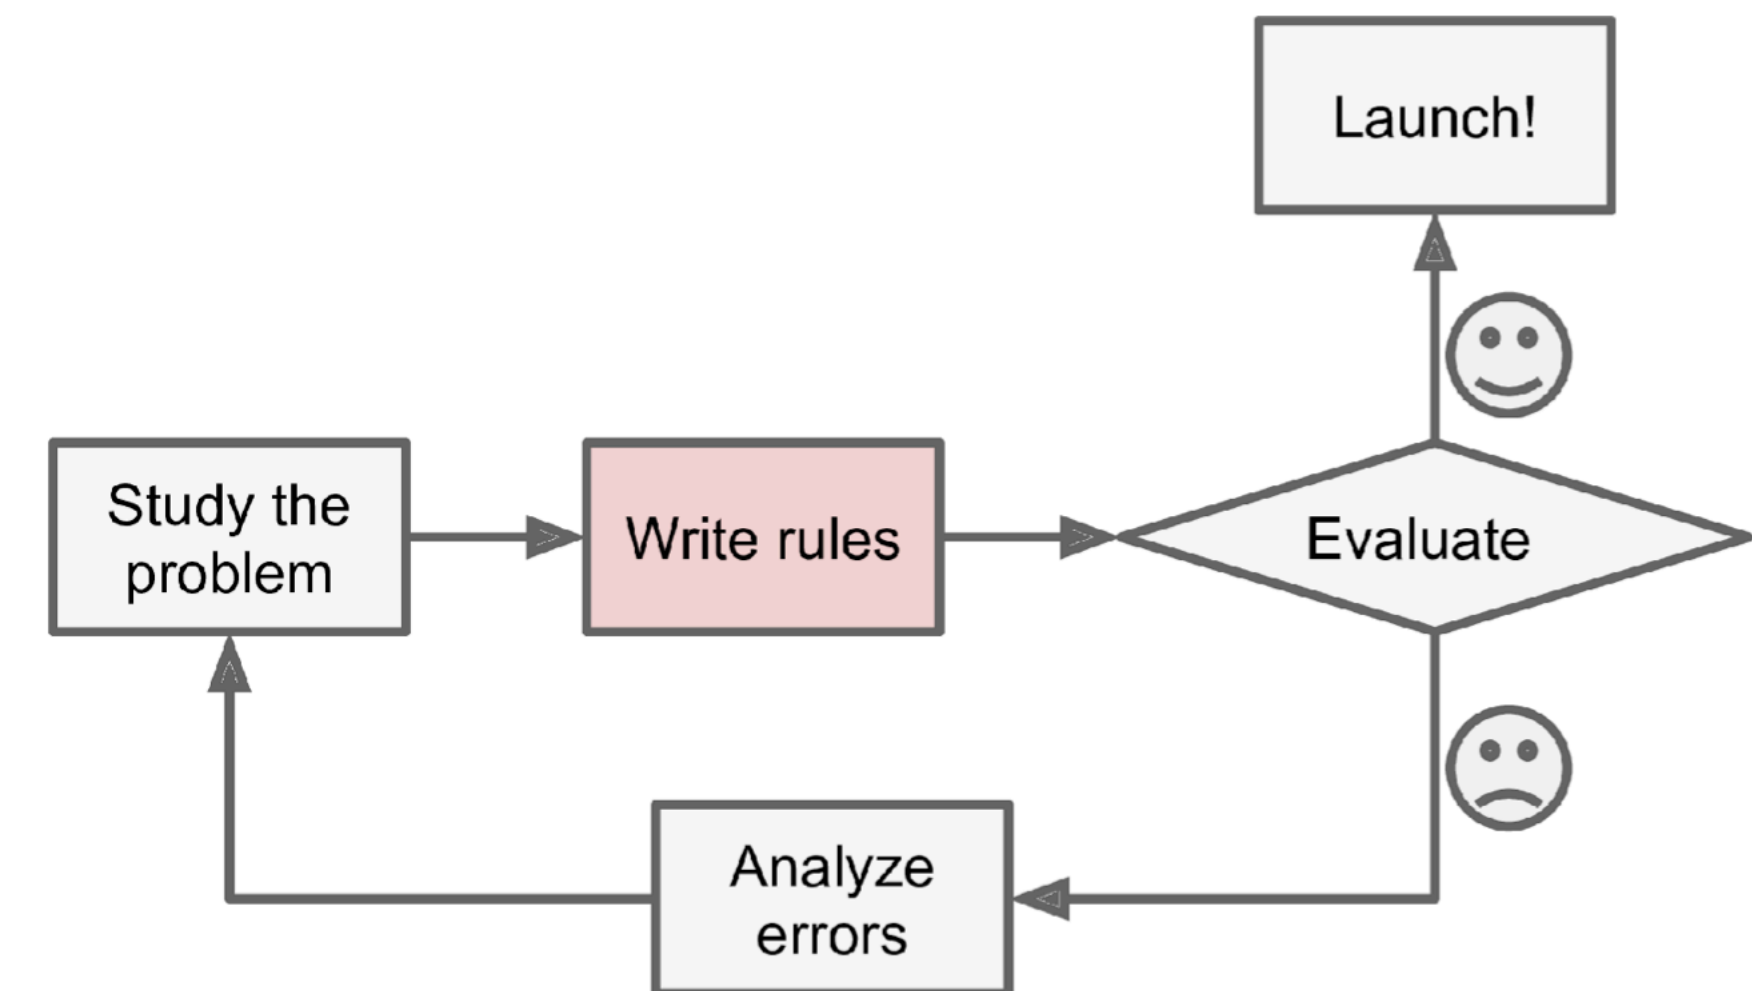 Launch!
Study the
problem
Write rules
Evaluate
Analyze
errors